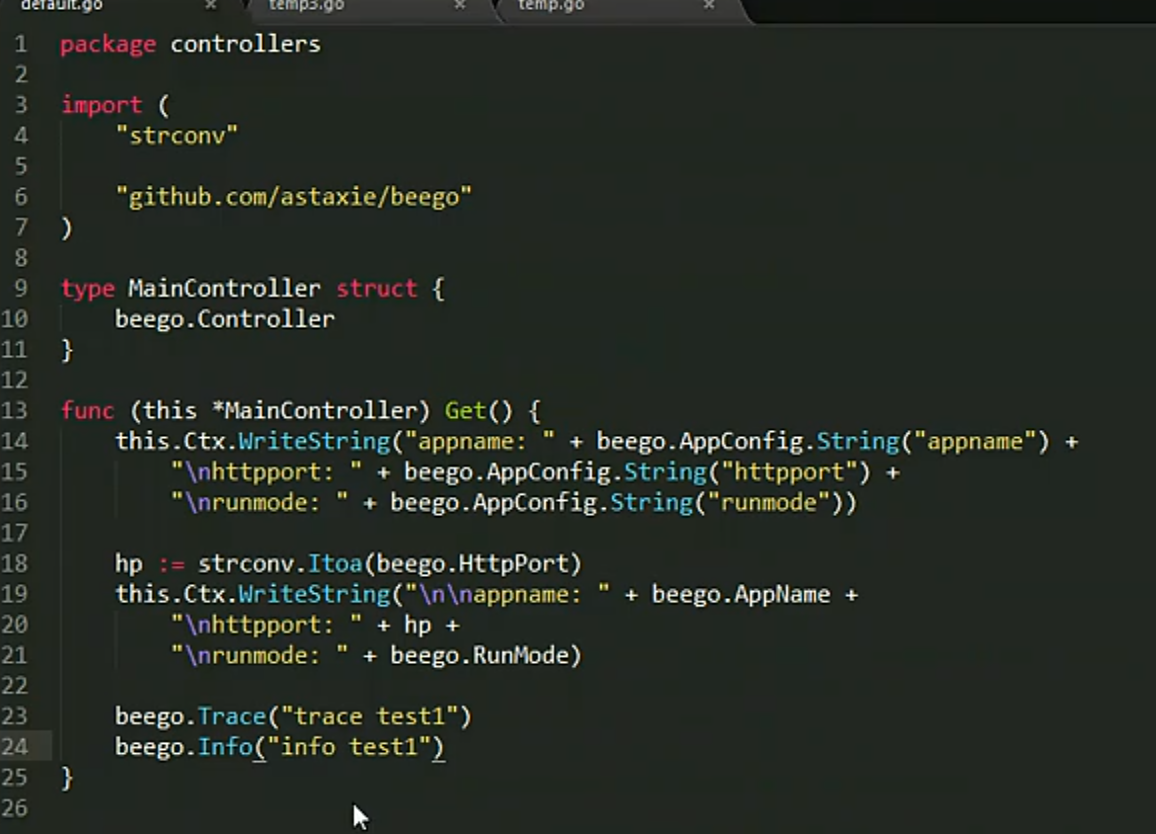 default.go × temp3.go × temp.go ×
1 package controllers
2
3 import (
4     "strconv"
5
6     "github.com/astaxie/beego"
7 )
8
9 type MainController struct {
10     beego.Controller
11 }
12
13 func (this *MainController) Get() {
14     this.Ctx.WriteString("appname: " + beego.AppConfig.String("appname") +
15         "\nhttpport: " + beego.AppConfig.String("httpport") +
16         "\nrunmode: " + beego.AppConfig.String("runmode"))
17
18     hp := strconv.Itoa(beego.HttpPort)
19     this.Ctx.WriteString("\n\nappname: " + beego.AppName +
20         "\nhttpport: " + hp +
21         "\nrunmode: " + beego.RunMode)
22
23     beego.Trace("trace test1")
24     beego.Info("info test1")
25 }
26